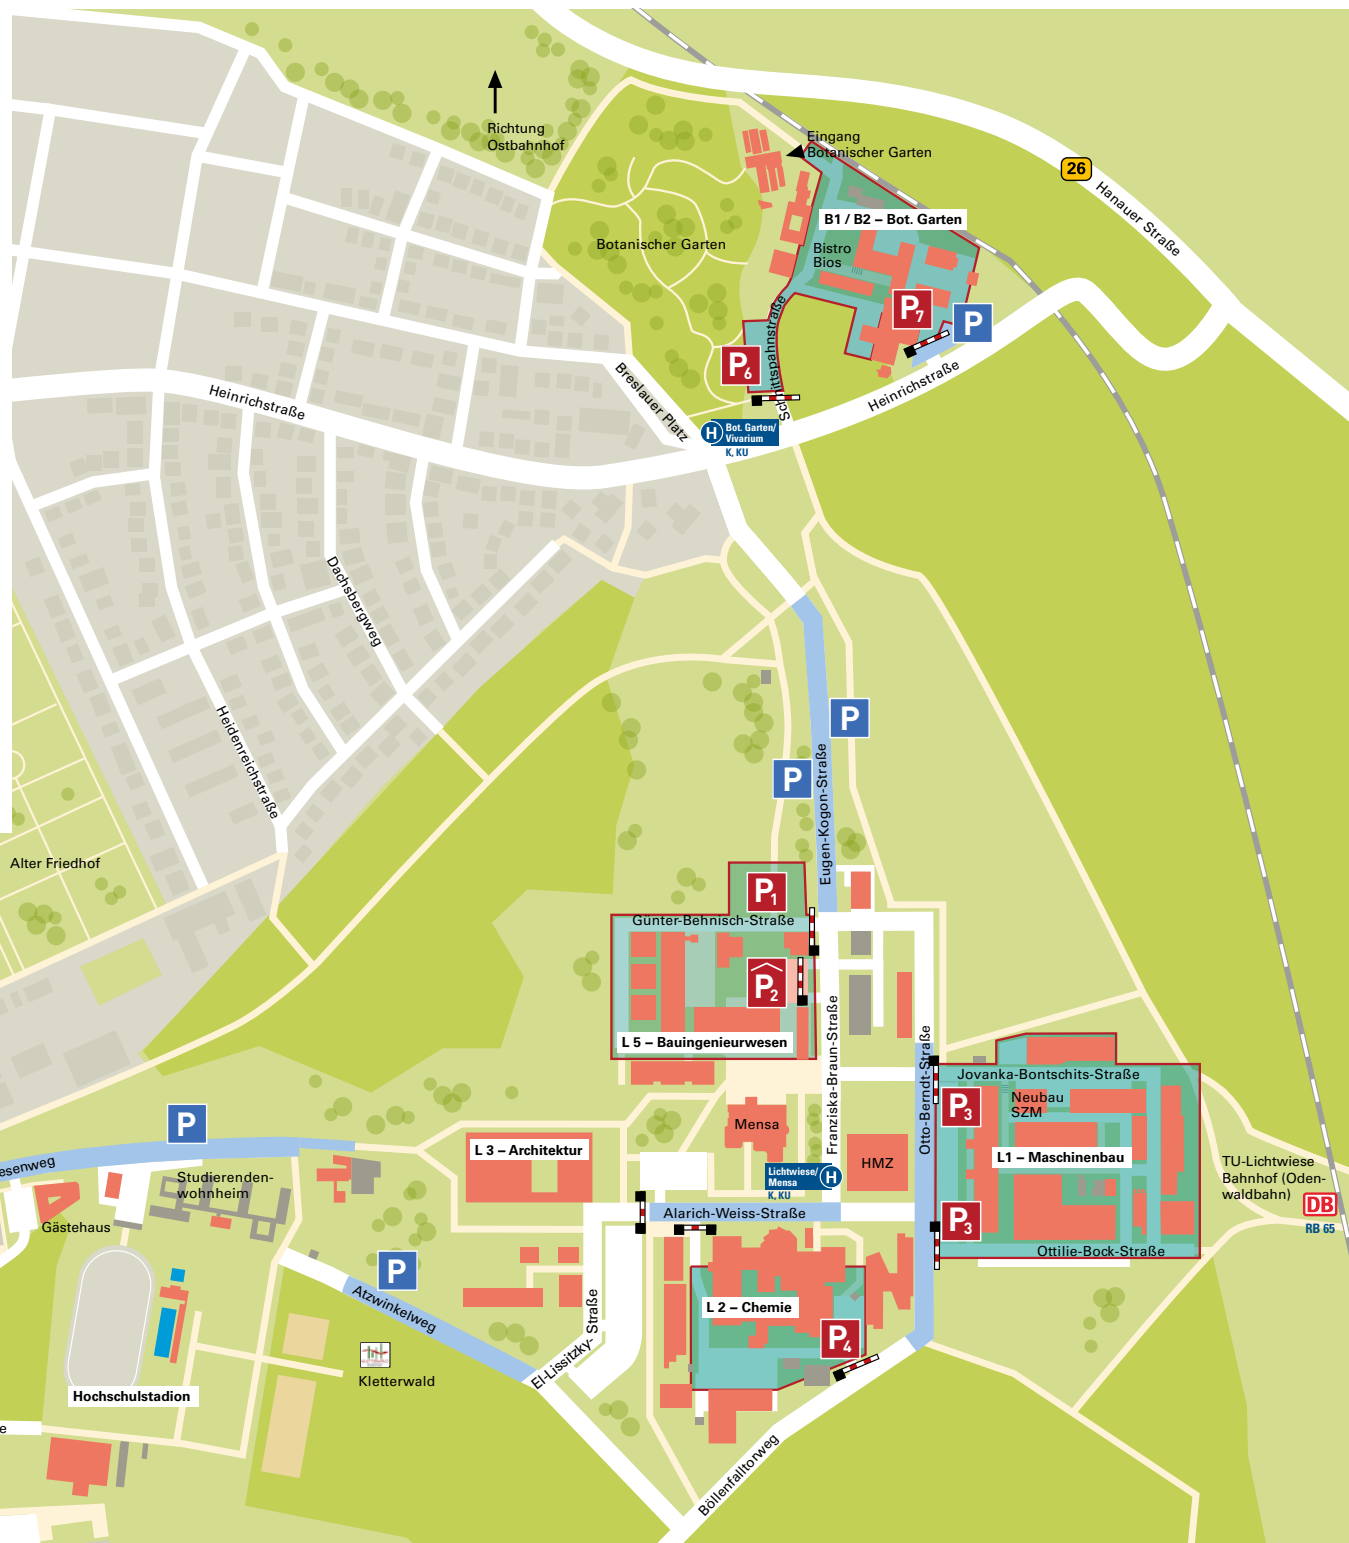 Richtung
Ostbahnhof
Eingang
Botanischer Garten
26
Hanauer Straße
B1 / B2 – Bot. Garten
Botanischer Garten
Bistro
Bios
P7
P
P6
Schnittspahnstraße
Heinrichstraße
Breslauer Platz
Heinrichstraße
H
Bot. Garten/
Vivarium
K, KU
Dachsbergweg
Heidenreichstraße
P
P
Eugen-Kogon-Straße
Alter Friedhof
P1
Günter-Behnisch-Straße
P2
L 5 – Bauingenieurwesen
Franziska-Braun-Straße
Otto-Berndt-Straße
Jovanka-Bontschits-Straße
P3
Neubau
SZM
P
Mensa
L 3 – Architektur
HMZ
L1 – Maschinenbau
esenweg
Studierenden-
wohnheim
Lichtwiese/
Mensa
H
K, KU
TU-Lichtwiese
Bahnhof (Oden-
waldbahn)
DB
RB 65
Gästehaus
Alarich-Weiss-Straße
P3
Ottilie-Bock-Straße
P
Atzwinkelweg
El-Lissitzky-Straße
L 2 – Chemie
P4
Kletterwald
Hochschulstadion
e
Böllenfalltorweg